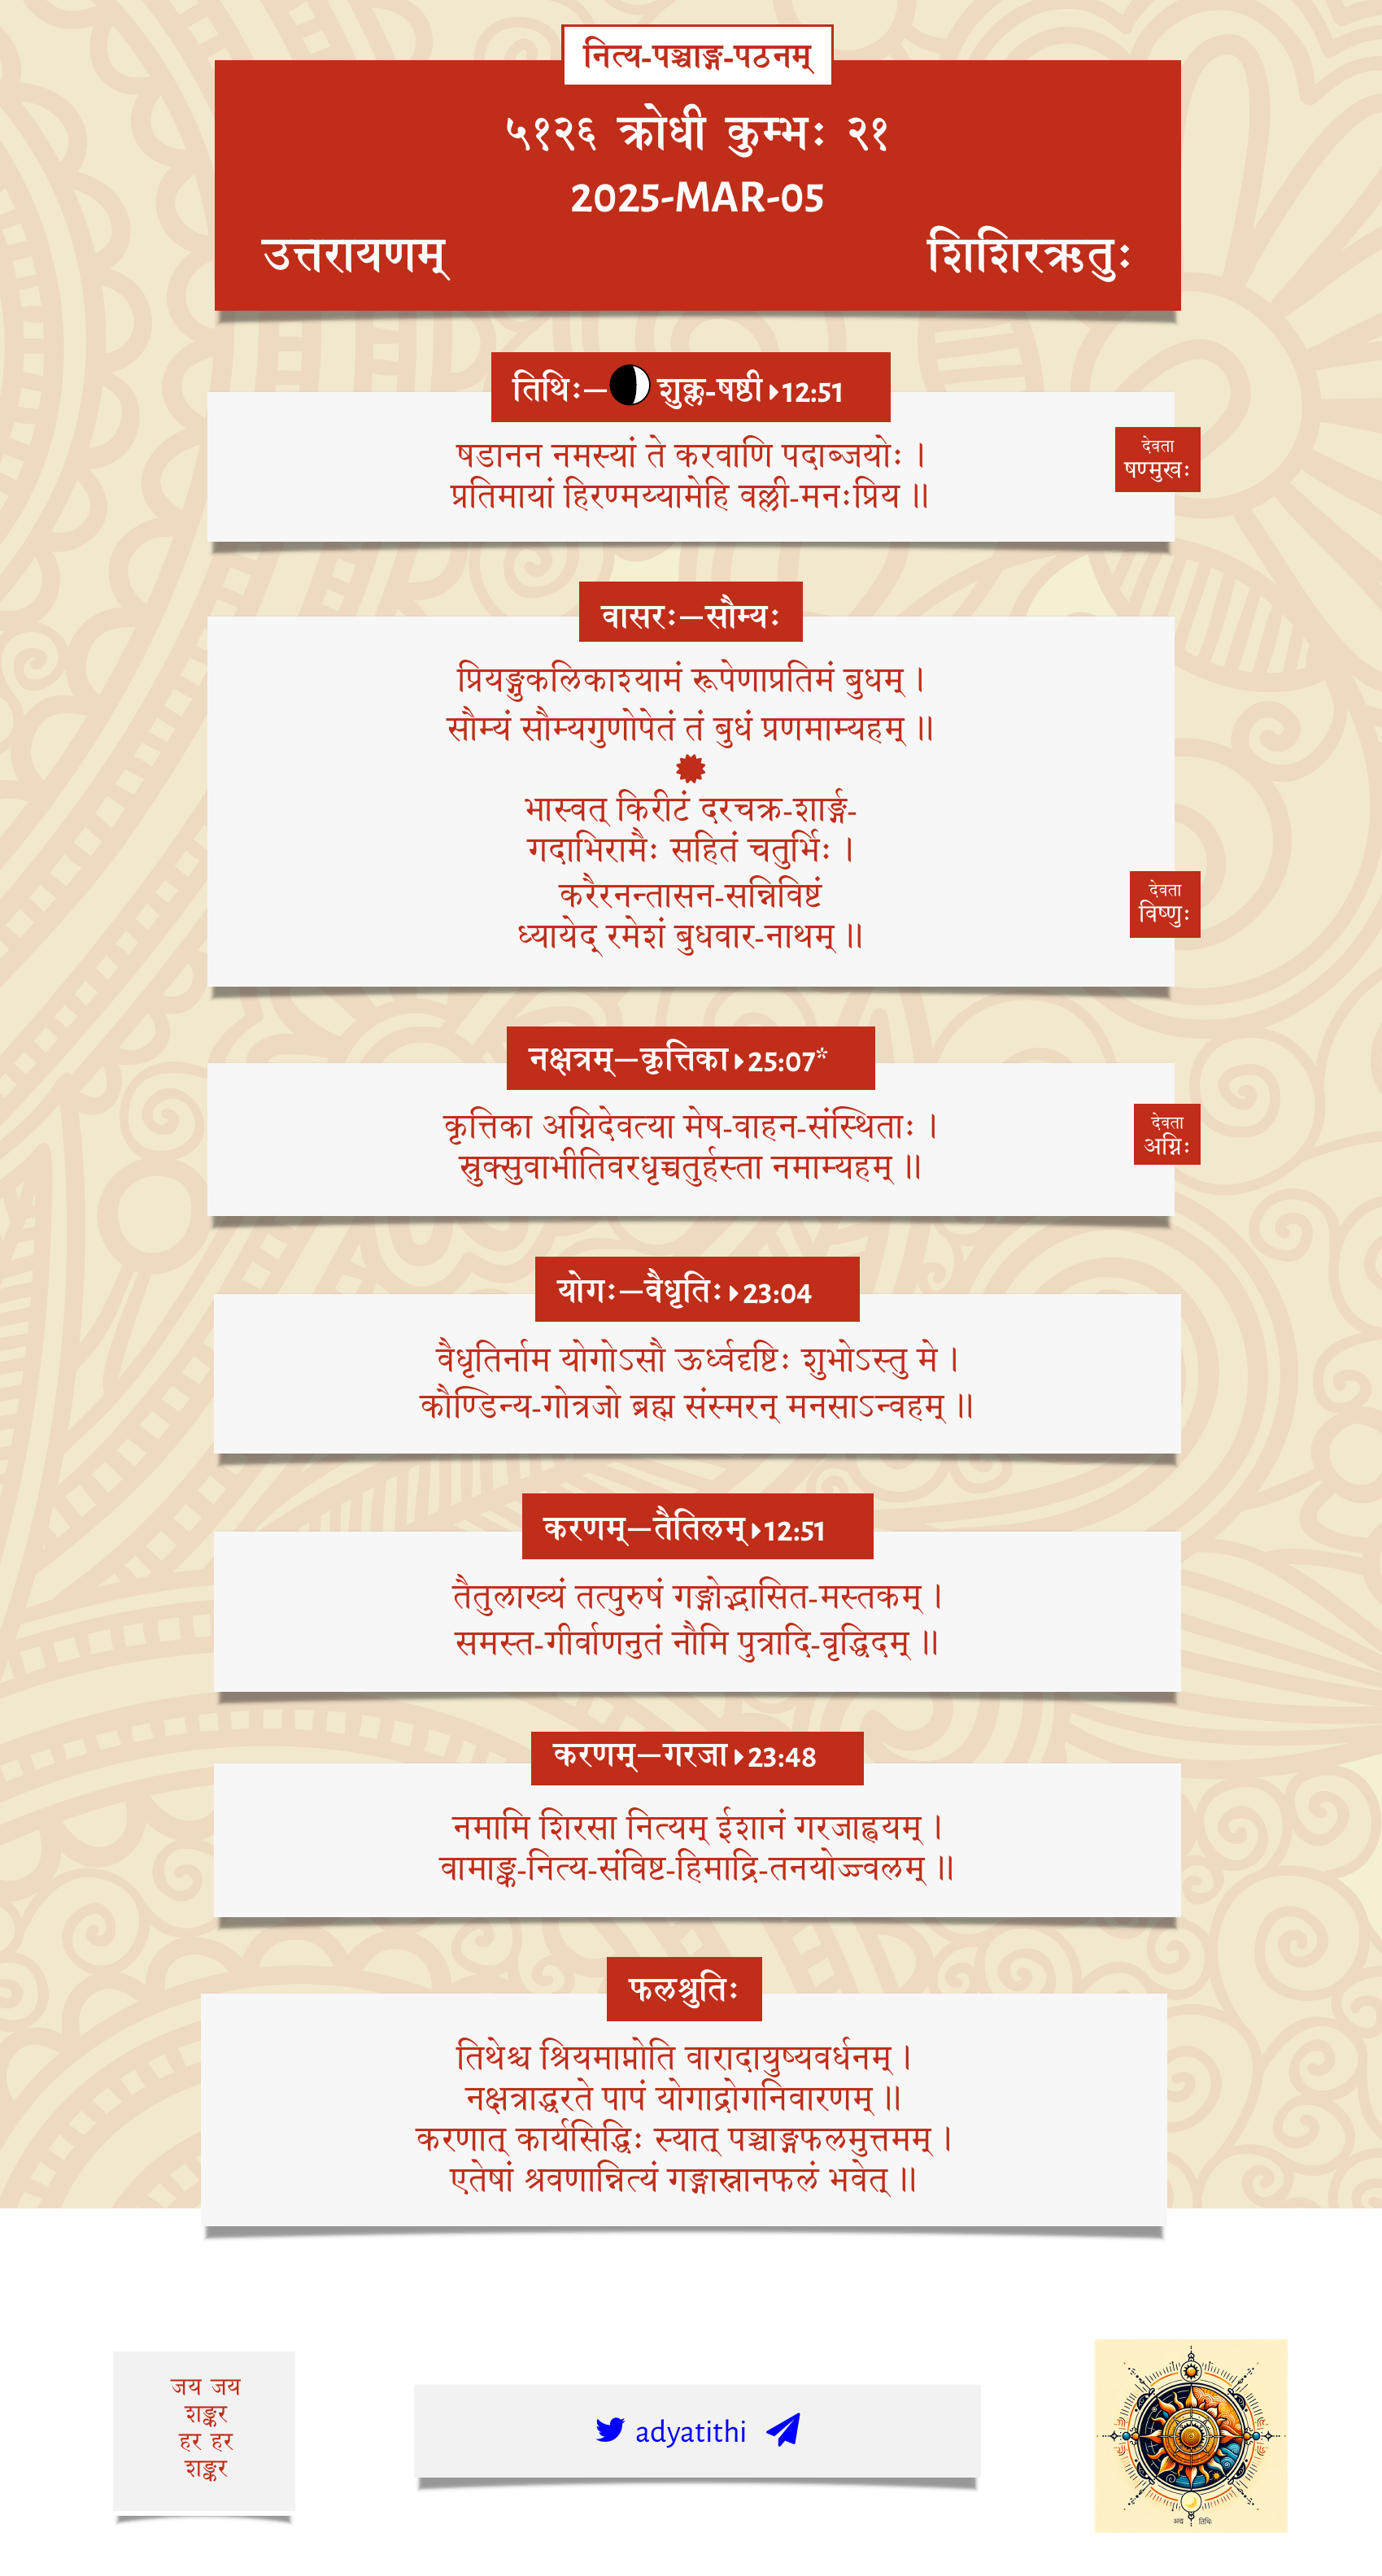 नित्य-पञ्चाङ्ग-पठनम्
५१२६ क्रोधी कुम्भः २१
2025-MAR-05
उत्तरायणम् शिशिरऋतुः
तिथिः— शुक्ल-षष्ठी 12:51
षडानन नमस्यां ते करवाणि पदाब्जयोः ।
प्रतिमायां हिरण्मय्यामेहि वल्ली-मनःप्रिय ॥
देवता
षण्मुखः
वासरः—सौम्यः
प्रियङ्गुकलिकाश्यामं रूपेणाप्रतिमं बुधम् ।
सौम्यं सौम्यगुणोपेतं तं बुधं प्रणमाम्यहम् ॥
भास्वत् किरीटं दरचक्र-शार्ङ्ग-
गदाभिरामैः सहितं चतुर्भिः ।
करैरनन्तासन-सन्निविष्टं
ध्यायेद् रमेशं बुधवार-नाथम् ॥
देवता
विष्णुः
नक्षत्रम्—कृत्तिका 25:07*
कृत्तिका अग्निदेवत्या मेष-वाहन-संस्थिताः ।
स्रुक्सुवाभीतिवरधृच्चतुर्हस्ता नमाम्यहम् ॥
देवता
अग्निः
योगः—वैधृतिः 23:04
वैधृतिर्नाम योगोऽसौ ऊर्ध्वदृष्टिः शुभोऽस्तु मे ।
कौण्डिन्य-गोत्रजो ब्रह्म संस्मरन् मनसाऽन्वहम् ॥
करणम्—तैतिलम् 12:51
तैतुलाख्यं तत्पुरुषं गङ्गोद्भासित-मस्तकम् ।
समस्त-गीर्वाणनुतं नौमि पुत्रादि-वृद्धिदम् ॥
करणम्—गरजा 23:48
नमामि शिरसा नित्यम् ईशानं गरजाह्वयम् ।
वामाङ्क-नित्य-संविष्ट-हिमाद्रि-तनयोज्ज्वलम् ॥
फलश्रुतिः
तिथेश्च श्रियमाप्नोति वारादायुष्यवर्धनम् ।
नक्षत्राद्धरते पापं योगाद्रोगनिवारणम् ॥
करणात् कार्यसिद्धिः स्यात् पञ्चाङ्गफलमुत्तमम् ।
एतेषां श्रवणान्नित्यं गङ्गास्नानफलं भवेत् ॥
जय जय
शङ्कर
हर हर
शङ्कर
adyatithi
अद्य तिथिः